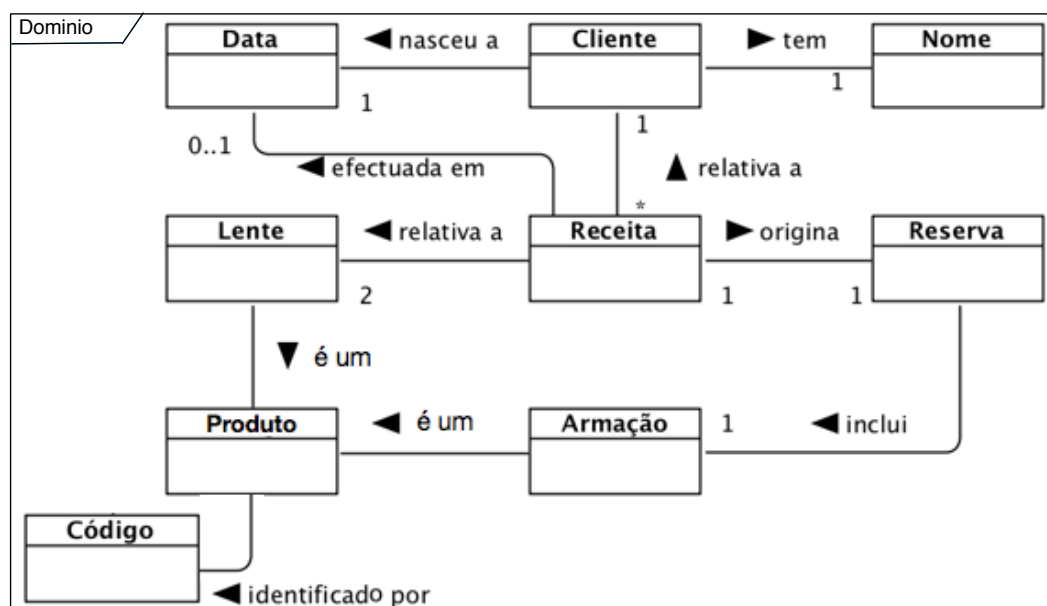 Dominio
Data
nasceu a
Cliente
tem
Nome
1
1
0..1
1
efectuada em
relativa a
*
Lente
relativa a
Receita
origina
Reserva
2
1
1
é um
Produto
é um
Armação
1
inclui
Código
identificado por